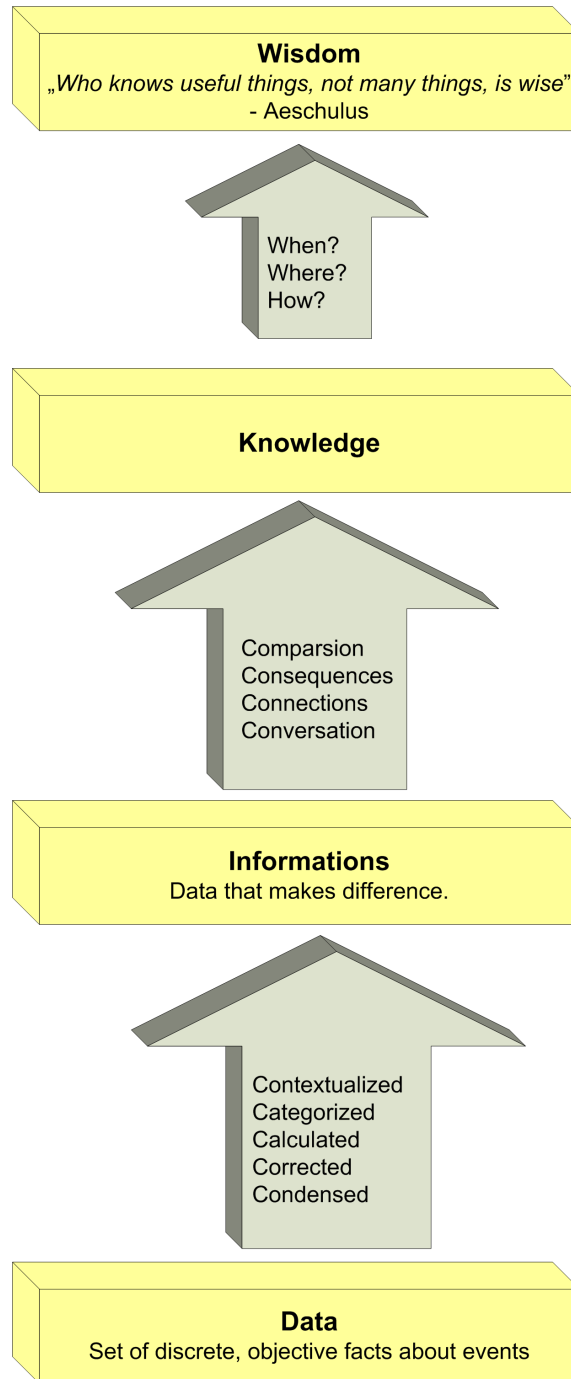 Wisdom
„Who knows useful things, not many things, is wise”
- Aeschulus
When?
Where?
How?
Knowledge
Comparsion
Consequences
Connections
Conversation
Informations
Data that makes difference.
Contextualized
Categorized
Calculated
Corrected
Condensed
Data
Set of discrete, objective facts about events